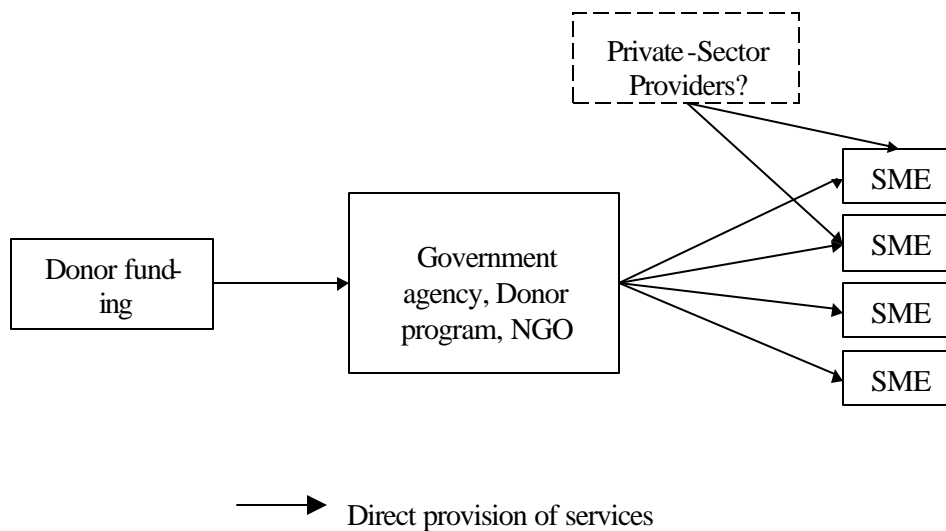 Private-Sector
Providers?
SME
SME
Donor fund-
ing
Government
agency, Donor
program, NGO
SME
SME
Direct provision of services